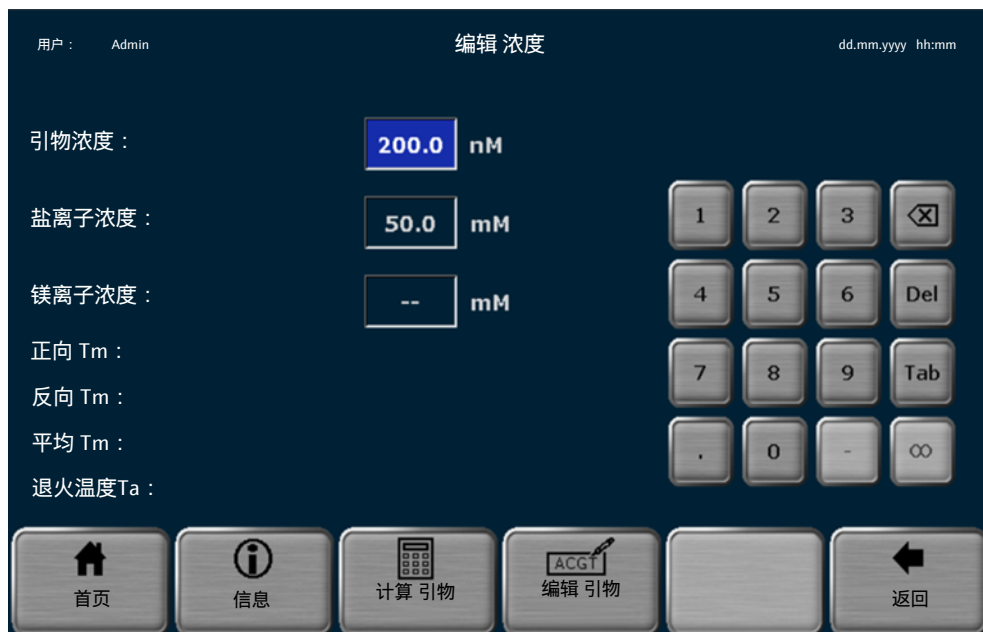 用户： Admin 编辑 浓度 dd.mm.yyyy hh:mm
引物浓度： 200.0 nM
盐离子浓度： 50.0 mM
镁离子浓度： -- mM
正向 Tm：
反向 Tm：
平均 Tm：
退火温度Ta：
1 2 3
4 5 6 Del
7 8 9 Tab
. 0 - ∞
首页 信息 计算 引物 ACGT 编辑 引物 返回